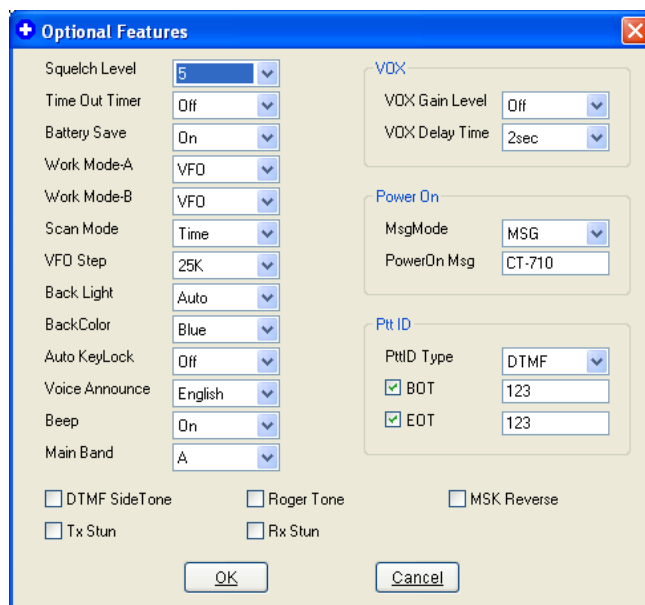 Optional Features
Squelch Level 5
Time Out Timer Off
Battery Save On
Work Mode-A VFO
Work Mode-B VFO
Scan Mode Time
VFO Step 25K
Back Light Auto
BackColor Blue
Auto KeyLock Off
Voice Announce English
Beep On
Main Band A
VOX
VOX Gain Level Off
VOX Delay Time 2sec
Power On
MsgMode MSG
PowerOn Msg CT-710
Ptt ID
PttID Type DTMF
BOT 123
EOT 123
DTMF SideTone Roger Tone MSK Reverse
Tx Stun Rx Stun
OK Cancel